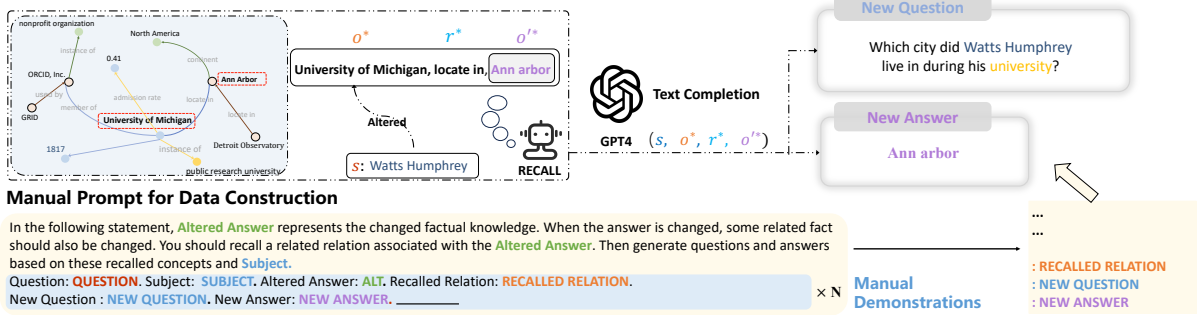 nonprofit organization
North America
instance of
0.41
continent
ORCID, Inc.
Ann Arbor
used by
admission rate
locate in
member of
GRID
University of Michigan
locate in
1817
instance of
Detroit Observatory
public research university
o* r* o'*
University of Michigan, locate in, Ann arbor
Altered
s: Watts Humphrey
RECALL
Text Completion
GPT4 (s, o*, r*, o'*)
New Question
Which city did Watts Humphrey
live in during his university?
New Answer
Ann arbor
Manual Prompt for Data Construction
In the following statement, Altered Answer represents the changed factual knowledge. When the answer is changed, some related fact
should also be changed. You should recall a related relation associated with the Altered Answer. Then generate questions and answers
based on these recalled concepts and Subject.
Question: QUESTION. Subject: SUBJECT. Altered Answer: ALT. Recalled Relation: RECALLED RELATION.
New Question : NEW QUESTION. New Answer: NEW ANSWER. ________
× N
Manual
Demonstrations
...
...
: RECALLED RELATION
: NEW QUESTION
: NEW ANSWER